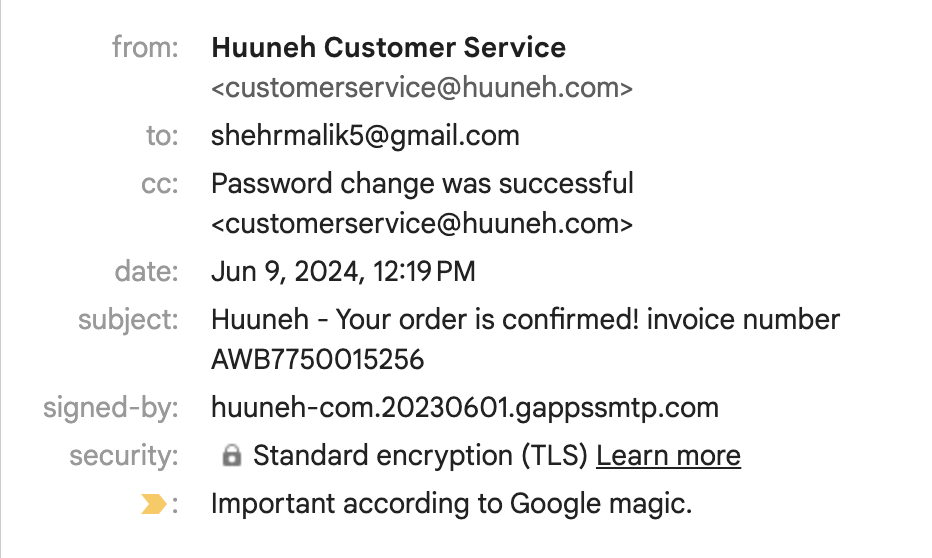 from: Huuneh Customer Service
<customerservice@huuneh.com>
to: shehrmalik5@gmail.com
cc: Password change was successful
<customerservice@huuneh.com>
date: Jun 9, 2024, 12:19 PM
subject: Huuneh - Your order is confirmed! invoice number
AWB7750015256
signed-by: huuneh-com.20230601.gappssmtp.com
security: Standard encryption (TLS) Learn more
: Important according to Google magic.